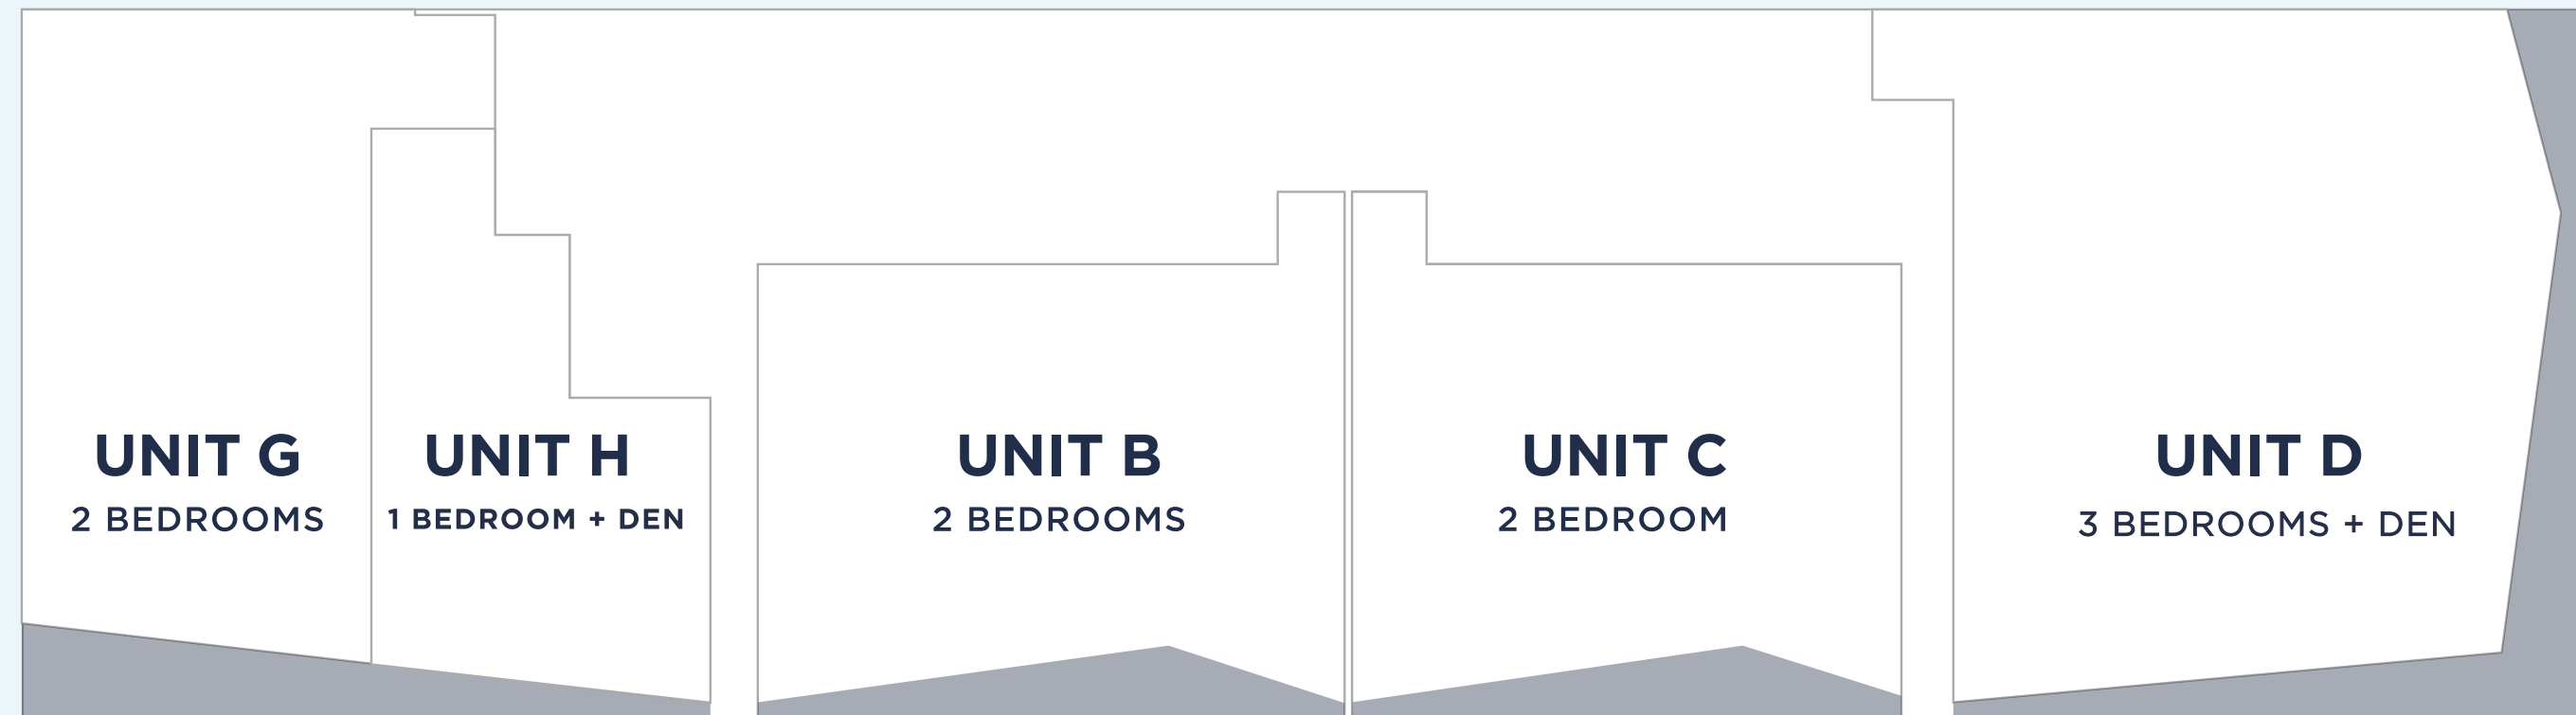 UNIT G
2 BEDROOMS
UNIT H
1 BEDROOM + DEN
UNIT B
2 BEDROOMS
UNIT C
2 BEDROOM
UNIT D
3 BEDROOMS + DEN